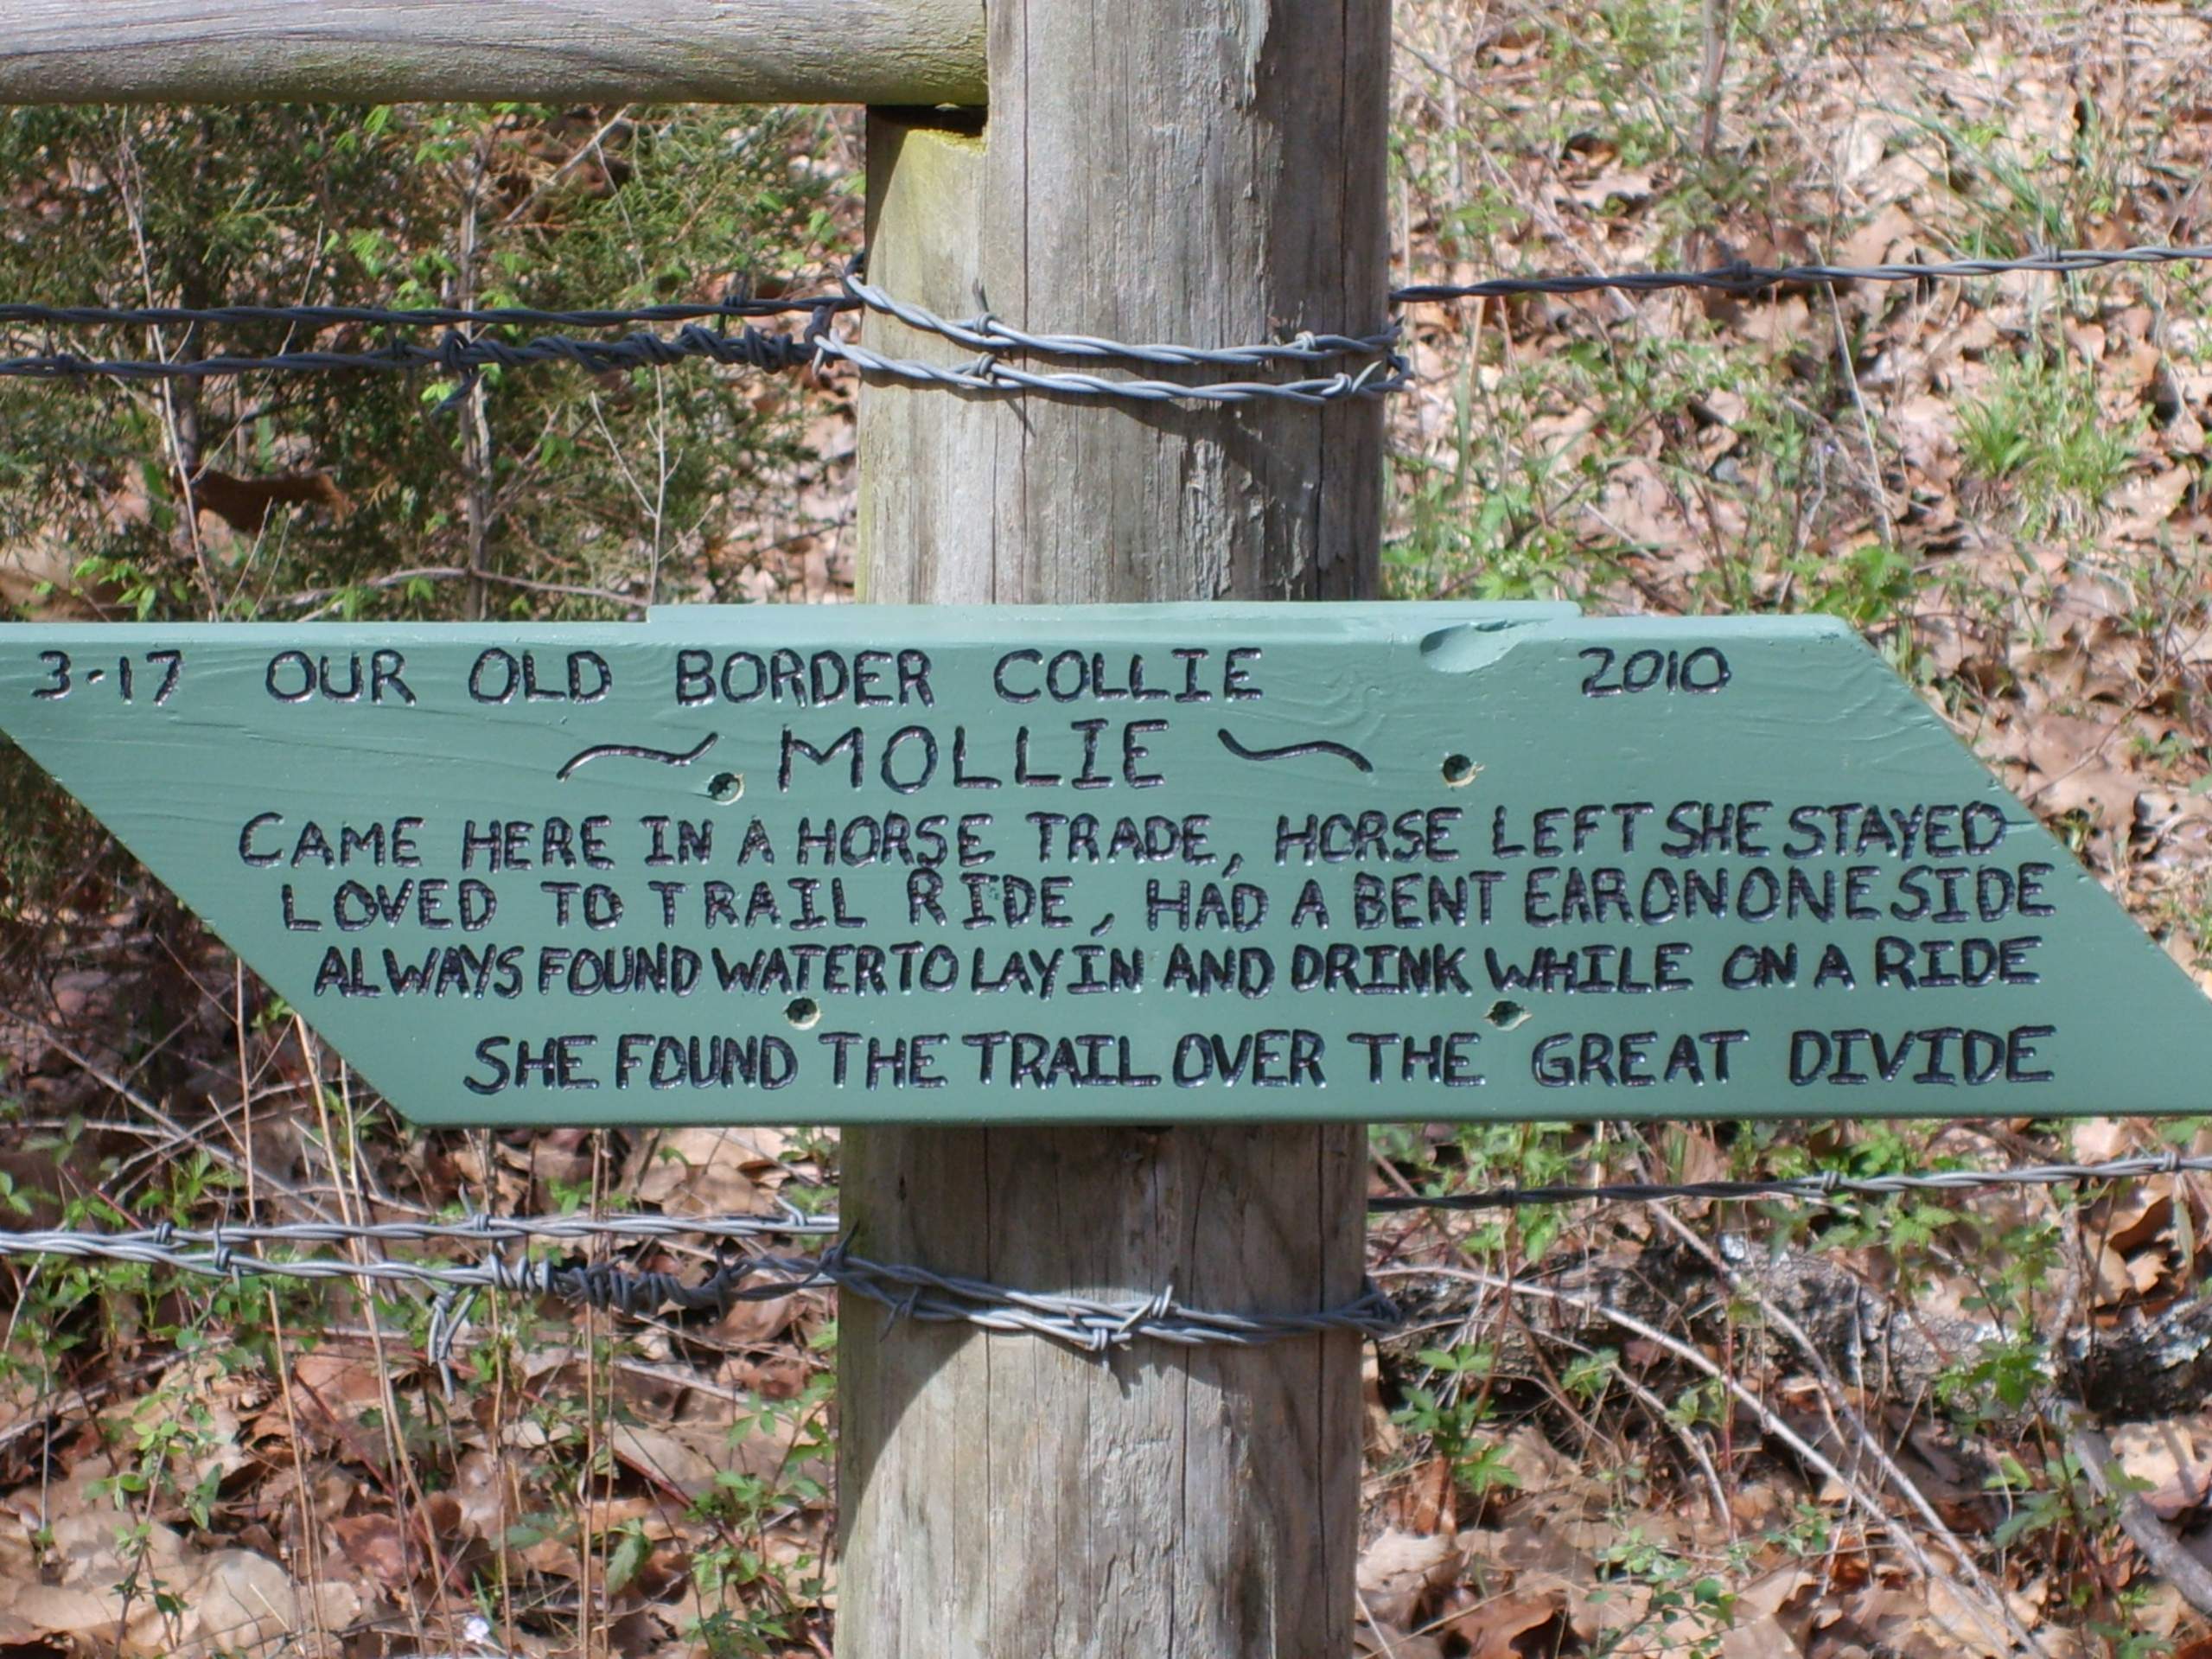 3-17 OUR OLD BORDER COLLIE 2010
~ MOLLIE ~
CAME HERE IN A HORSE TRADE, HORSE LEFT SHE STAYED
LOVED TO TRAIL RIDE, HAD A BENT EAR ON ONE SIDE
ALWAYS FOUND WATER TO LAY IN AND DRINK WHILE ON A RIDE
SHE FOUND THE TRAIL OVER THE GREAT DIVIDE